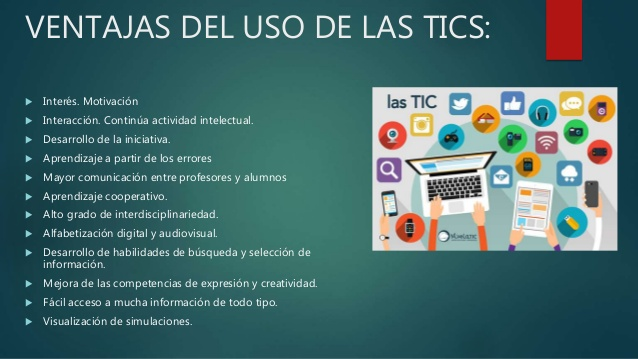 VENTAJAS DEL USO DE LAS TICS:
Interés. Motivación
Interacción. Continúa actividad intelectual.
Desarrollo de la iniciativa.
Aprendizaje a partir de los errores
Mayor comunicación entre profesores y alumnos
Aprendizaje cooperativo.
Alto grado de interdisciplinariedad.
Alfabetización digital y audiovisual.
Desarrollo de habilidades de búsqueda y selección de
información.
Mejora de las competencias de expresión y creatividad.
Fácil acceso a mucha información de todo tipo.
Visualización de simulaciones.
las TIC